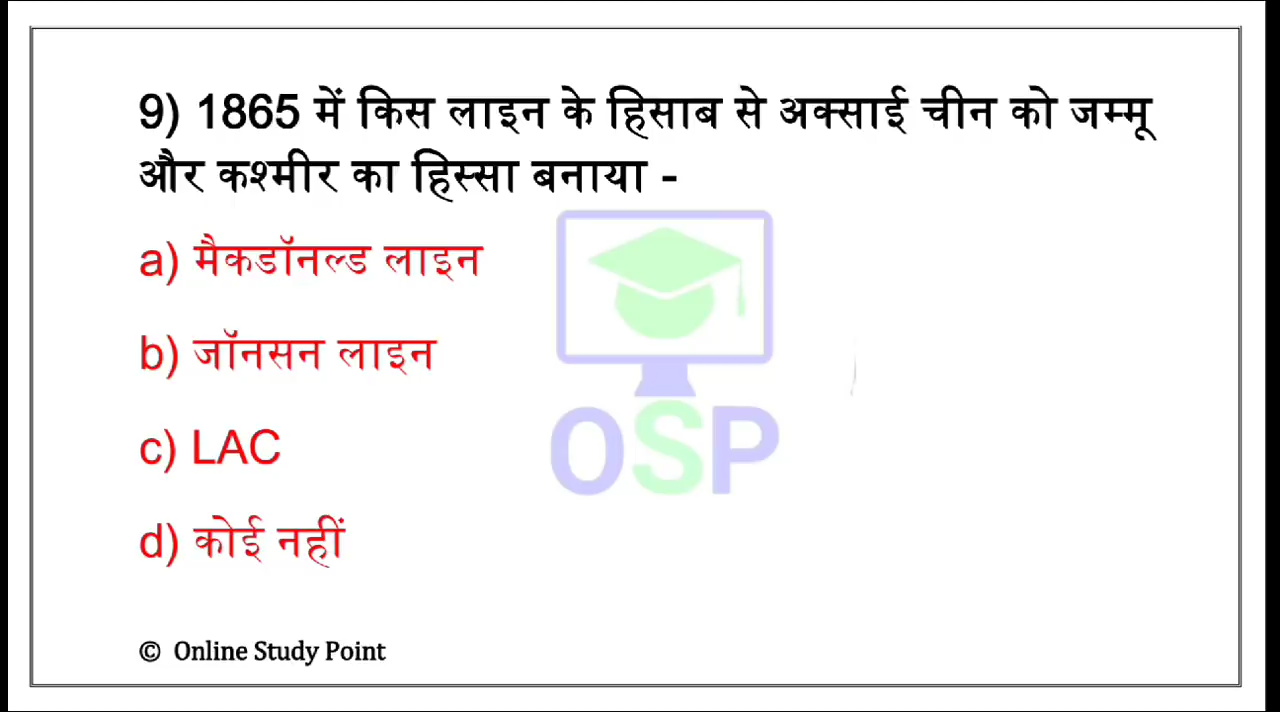 9) 1865 में किस लाइन के हिसाब से अक्साई चीन को जम्मू
और कश्मीर का हिस्सा बनाया -
a) मैकडॉनल्ड लाइन
b) जॉनसन लाइन
c) LAC
d) कोई नहीं
OSP
© Online Study Point